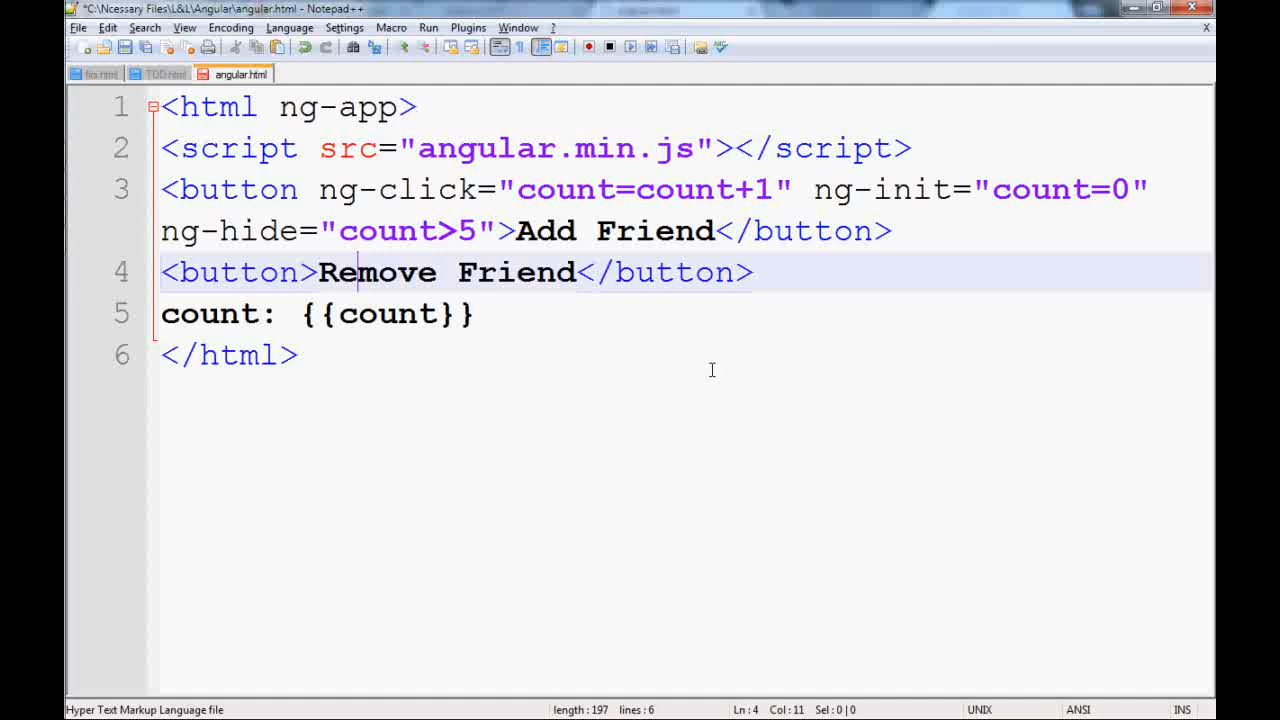 *C:\Ncessary Files\L&L\Angular\angular.html - Notepad++
File Edit Search View Encoding Language Settings Macro Run Plugins Window ? X
firs.html TOD.html angular.html
1 <html ng-app>
2 <script src="angular.min.js"></script>
3 <button ng-click="count=count+1" ng-init="count=0"
ng-hide="count>5">Add Friend</button>
4 <button>Remove Friend</button>
5 count: {{count}}
6 </html>
Hyper Text Markup Language file length : 197 lines : 6 Ln : 4 Col : 11 Sel : 0 | 0 UNIX ANSI INS